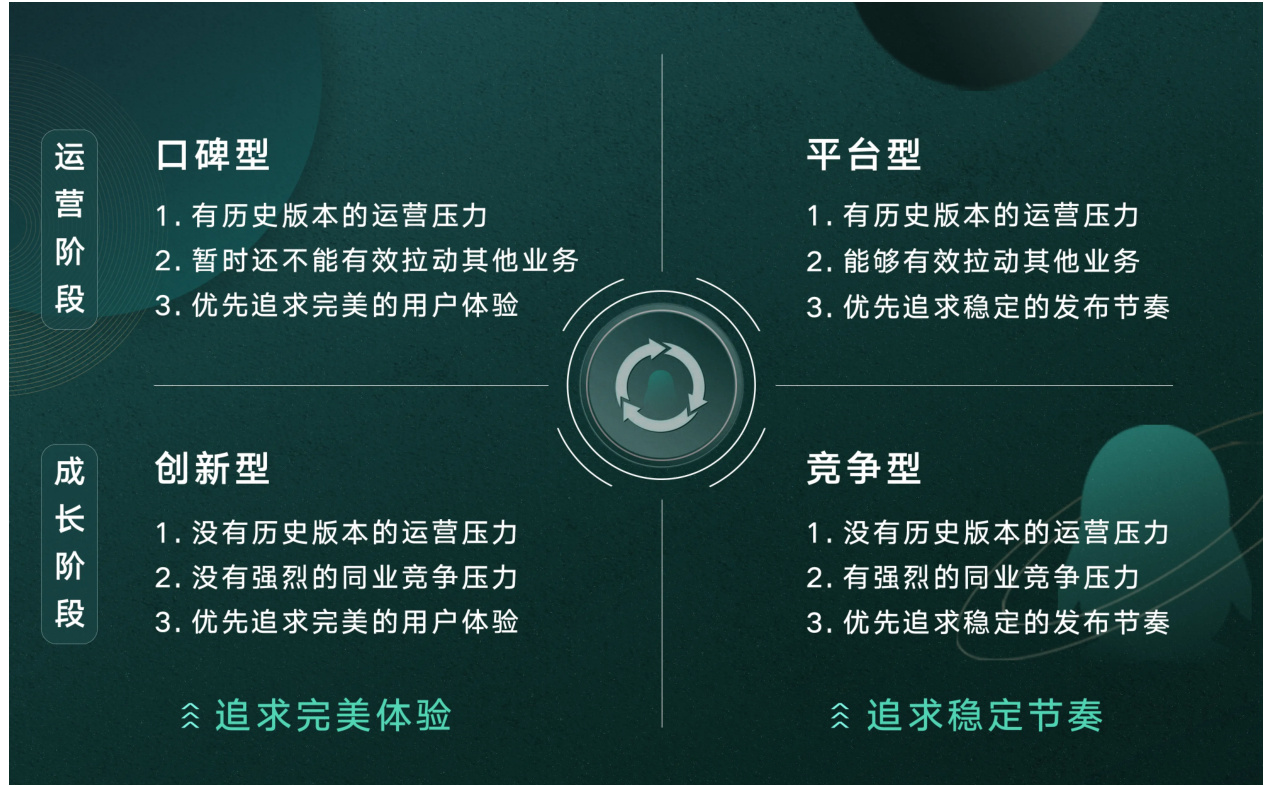 运营阶段
口碑型
1. 有历史版本的运营压力
2. 暂时还不能有效拉动其他业务
3. 优先追求完美的用户体验
平台型
1. 有历史版本的运营压力
2. 能够有效拉动其他业务
3. 优先追求稳定的发布节奏
成长阶段
创新型
1. 没有历史版本的运营压力
2. 没有强烈的同业竞争压力
3. 优先追求完美的用户体验
竞争型
1. 没有历史版本的运营压力
2. 有强烈的同业竞争压力
3. 优先追求稳定的发布节奏
追求完美体验
追求稳定节奏